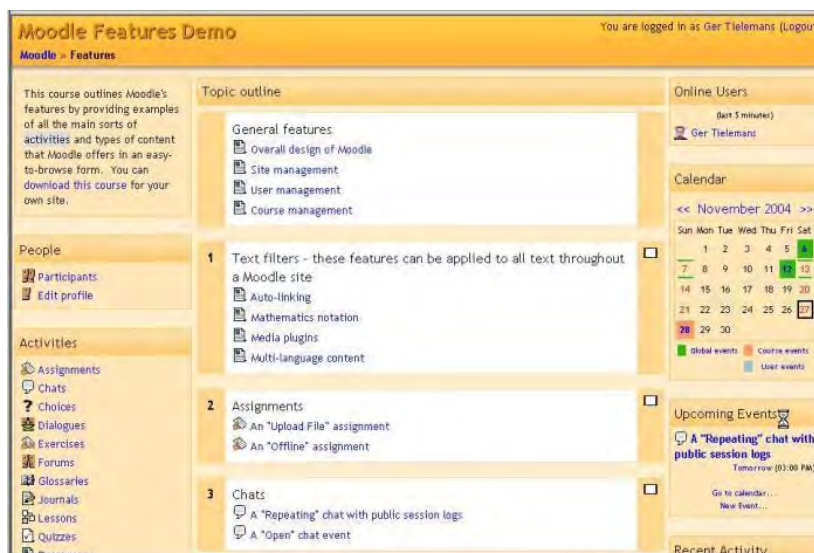 Moodle Features Demo
You are logged in as Ger Tielemans (Logout
Moodle » Features
This course outlines Moodle's
features by providing examples
of all the main sorts of
activities and types of content
that Moodle offers in an easy-
to-browse form. You can
download this course for your
own site.
People
Participants
Edit profile
Activities
Assignments
Chats
Choices
Dialogues
Exercises
Forums
Glossaries
Journals
Lessons
Quizzes
Topic outline
General features
Overall design of Moodle
Site management
User management
Course management
1 Text filters - these features can be applied to all text throughout
a Moodle site
Auto-linking
Mathematics notation
Media plugins
Multi-language content
2 Assignments
An "Upload File" assignment
An "Offline" assignment
3 Chats
A "Repeating" chat with public session logs
A "Open" chat event
Online Users
(last 5 minutes)
Ger Tielemans
Calendar
<< November 2004 >>
Sun Mon Tue Wed Thu Fri Sat
1 2 3 4 5 6
7 8 9 10 11 12 13
14 15 16 17 18 19 20
21 22 23 24 25 26 27
28 29 30
Global events Course events
User events
Upcoming Events
A "Repeating" chat with
public session logs
Tomorrow (03:00 PM)
Go to calendar...
New Event...
Recent Activity